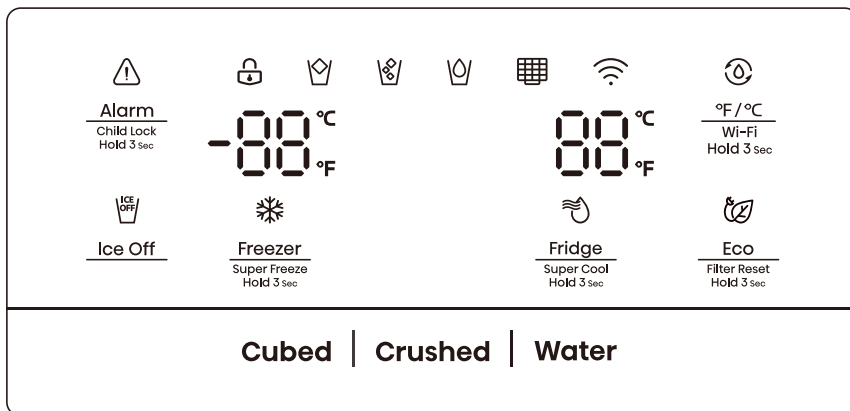 Alarm
Child Lock
Hold 3 Sec
-88 °C
°F
88 °C
°F
°F/°C
Wi-Fi
Hold 3 Sec
ICE
OFF
Ice Off
Freezer
Super Freeze
Hold 3 Sec
Fridge
Super Cool
Hold 3 Sec
Eco
Filter Reset
Hold 3 Sec
Cubed | Crushed | Water